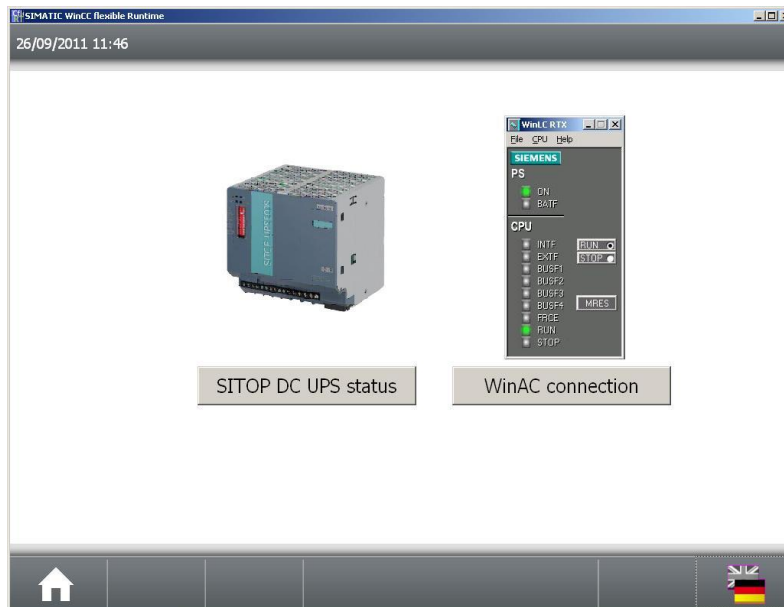 SIMATIC WinCC flexible Runtime
26/09/2011 11:46
WinLC RTX
File CPU Help
SIEMENS
PS
ON
BATF
CPU
INTF RUN
EXTF STOP
BUSF1
BUSF2
BUSF3
BUSF4 MRES
FRCE
RUN
STOP
SITOP DC UPS status
WinAC connection